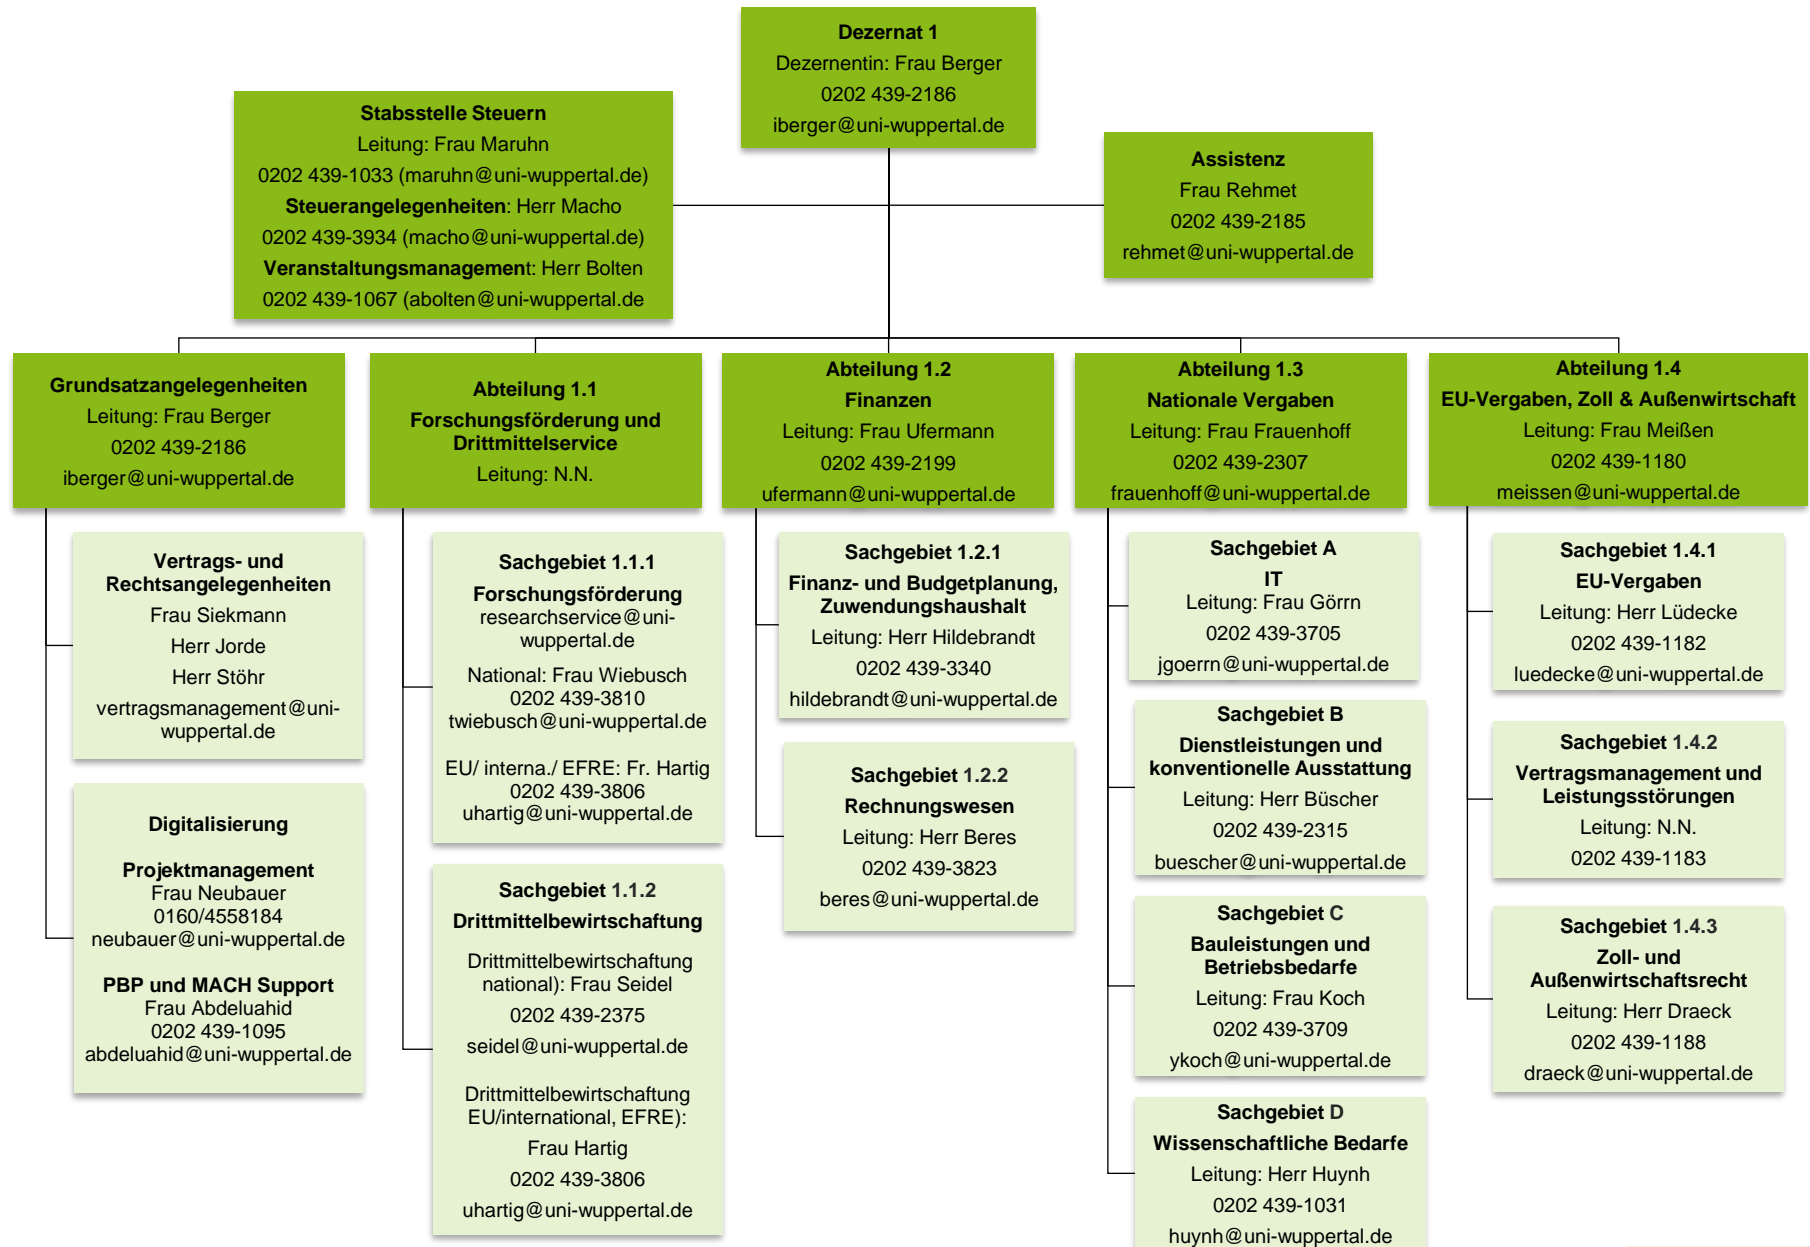 Dezernat 1
Dezernentin: Frau Berger
0202 439-2186
iberger@uni-wuppertal.de
Stabsstelle Steuern
Leitung: Frau Maruhn
0202 439-1033 (maruhn@uni-wuppertal.de)
Steuerangelegenheiten: Herr Macho
0202 439-3934 (macho@uni-wuppertal.de)
Veranstaltungsmanagement: Herr Bolten
0202 439-1067 (abolten@uni-wuppertal.de
Assistenz
Frau Rehmet
0202 439-2185
rehmet@uni-wuppertal.de
Grundsatzangelegenheiten
Leitung: Frau Berger
0202 439-2186
iberger@uni-wuppertal.de
Vertrags- und
Rechtsangelegenheiten
Frau Siekmann
Herr Jorde
Herr Stöhr
vertragsmanagement@uni-
wuppertal.de
Digitalisierung
Projektmanagement
Frau Neubauer
0160/4558184
neubauer@uni-wuppertal.de
PBP und MACH Support
Frau Abdeluahid
0202 439-1095
abdeluahid@uni-wuppertal.de
Abteilung 1.1
Forschungsförderung und
Drittmittelservice
Leitung: N.N.
Sachgebiet 1.1.1
Forschungsförderung
researchservice@uni-
wuppertal.de
National: Frau Wiebusch
0202 439-3810
twiebusch@uni-wuppertal.de
EU/ interna./ EFRE: Fr. Hartig
0202 439-3806
uhartig@uni-wuppertal.de
Sachgebiet 1.1.2
Drittmittelbewirtschaftung
Drittmittelbewirtschaftung
national): Frau Seidel
0202 439-2375
seidel@uni-wuppertal.de
Drittmittelbewirtschaftung
EU/international, EFRE):
Frau Hartig
0202 439-3806
uhartig@uni-wuppertal.de
Abteilung 1.2
Finanzen
Leitung: Frau Ufermann
0202 439-2199
ufermann@uni-wuppertal.de
Sachgebiet 1.2.1
Finanz- und Budgetplanung,
Zuwendungshaushalt
Leitung: Herr Hildebrandt
0202 439-3340
hildebrandt@uni-wuppertal.de
Sachgebiet 1.2.2
Rechnungswesen
Leitung: Herr Beres
0202 439-3823
beres@uni-wuppertal.de
Abteilung 1.3
Nationale Vergaben
Leitung: Frau Frauenhoff
0202 439-2307
frauenhoff@uni-wuppertal.de
Sachgebiet A
IT
Leitung: Frau Görrn
0202 439-3705
jgoerrn@uni-wuppertal.de
Sachgebiet B
Dienstleistungen und
konventionelle Ausstattung
Leitung: Herr Büscher
0202 439-2315
buescher@uni-wuppertal.de
Sachgebiet C
Bauleistungen und
Betriebsbedarfe
Leitung: Frau Koch
0202 439-3709
ykoch@uni-wuppertal.de
Sachgebiet D
Wissenschaftliche Bedarfe
Leitung: Herr Huynh
0202 439-1031
huynh@uni-wuppertal.de
Abteilung 1.4
EU-Vergaben, Zoll & Außenwirtschaft
Leitung: Frau Meißen
0202 439-1180
meissen@uni-wuppertal.de
Sachgebiet 1.4.1
EU-Vergaben
Leitung: Herr Lüdecke
0202 439-1182
luedecke@uni-wuppertal.de
Sachgebiet 1.4.2
Vertragsmanagement und
Leistungsstörungen
Leitung: N.N.
0202 439-1183
Sachgebiet 1.4.3
Zoll- und
Außenwirtschaftsrecht
Leitung: Herr Draeck
0202 439-1188
draeck@uni-wuppertal.de